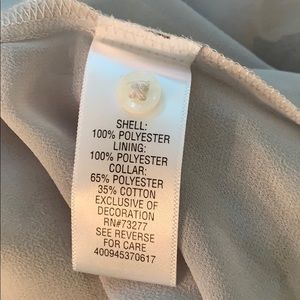 SHELL:
100% POLYESTER
LINING:
100% POLYESTER
COLLAR:
65% POLYESTER
35% COTTON
EXCLUSIVE OF
DECORATION
RN#73277
SEE REVERSE
FOR CARE
400945370617